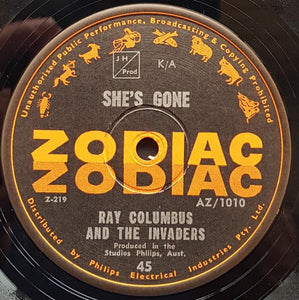 Unauthorised Public Performance, Broadcasting & Copying Prohibited
J H
Prod
K/A
SHE'S GONE
ZODIAC
ZODIAC
Z-219
AZ/1010
RAY COLUMBUS
AND THE INVADERS
Produced in the
Studios Philips, Aust.
45
Distributed by Philips Electrical Industries Pty. Ltd.